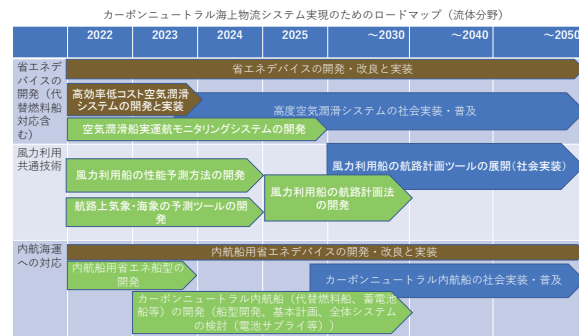 カーボンニュートラル海上物流システム実現のためのロードマップ（流体分野）
2022 2023 2024 2025 ～2030 ～2040 ～2050
省エネデ
バイスの
開発（代
替燃料船
対応含
む）
省エネデバイスの開発・改良と実装
高効率低コスト空気潤滑
システムの開発と実装
高度空気潤滑システムの社会実装・普及
空気潤滑船実運航モニタリングシステムの開発
風力利用
共通技術
風力利用船の航路計画ツールの展開（社会実装）
風力利用船の性能予測方法の開発
風力利用船の航路計画法
の開発
航路上気象・海象の予測ツールの開
発
内航海運
への対応
内航船用省エネデバイスの開発・改良と実装
内航船用省エネ船型の
開発
カーボンニュートラル内航船の社会実装・普及
カーボンニュートラル内航船（代替燃料船、蓄電池
船等）の開発（船型開発、基本計画、全体システム
の検討（電池サプライ等））